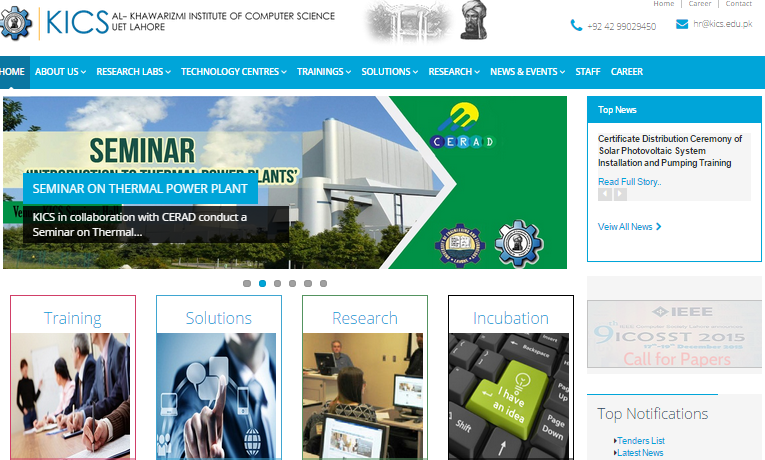 Home | Career | Contact
KICS AL- KHAWARIZMI INSTITUTE OF COMPUTER SCIENCE
UET LAHORE
+92 42 99029450
hr@kics.edu.pk
HOME ABOUT US RESEARCH LABS TECHNOLOGY CENTRES TRAININGS SOLUTIONS RESEARCH NEWS & EVENTS STAFF CAREER
SEMINAR
'INTRODUCTION TO THERMAL POWER PLANTS'
SEMINAR ON THERMAL POWER PLANT
KICS in collaboration with CERAD conduct a
Seminar on Thermal...
CERAD
Top News
Certificate Distribution Ceremony of
Solar Photovoltaic System
Installation and Pumping Training
Read Full Story..
Veiw All News
Training
Solutions
Research
Incubation
Backspace
I have
an idea
Shift
Page Up
Page
Down
IEEE
9th ICOSST 2015
Call for Papers
Top Notifications
Tenders List
Latest News